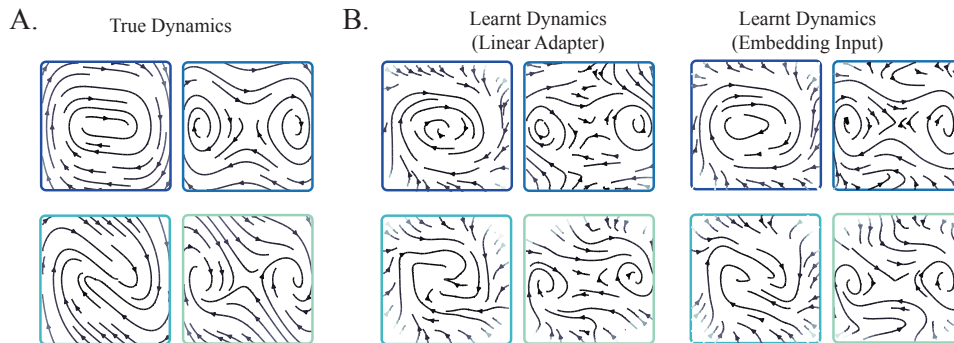 A.
True Dynamics
B.
Learnt Dynamics
(Linear Adapter)
Learnt Dynamics
(Embedding Input)